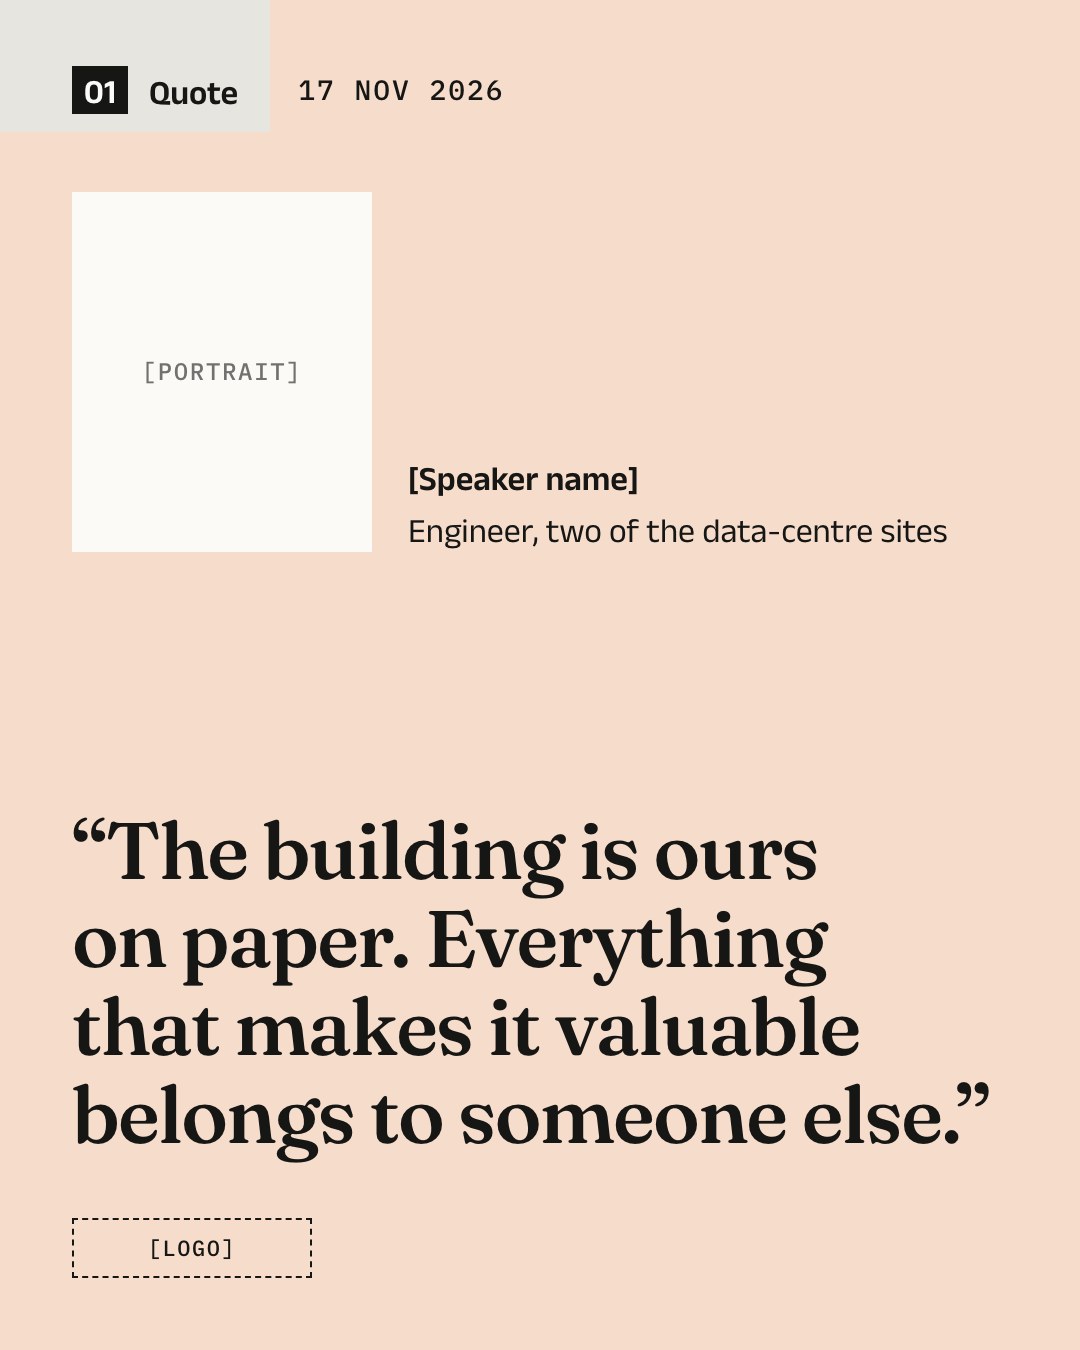 01 Quote 17 NOV 2026
[PORTRAIT]
[Speaker name]
Engineer, two of the data-centre sites
“The building is ours
on paper. Everything
that makes it valuable
belongs to someone else.”
[LOGO]